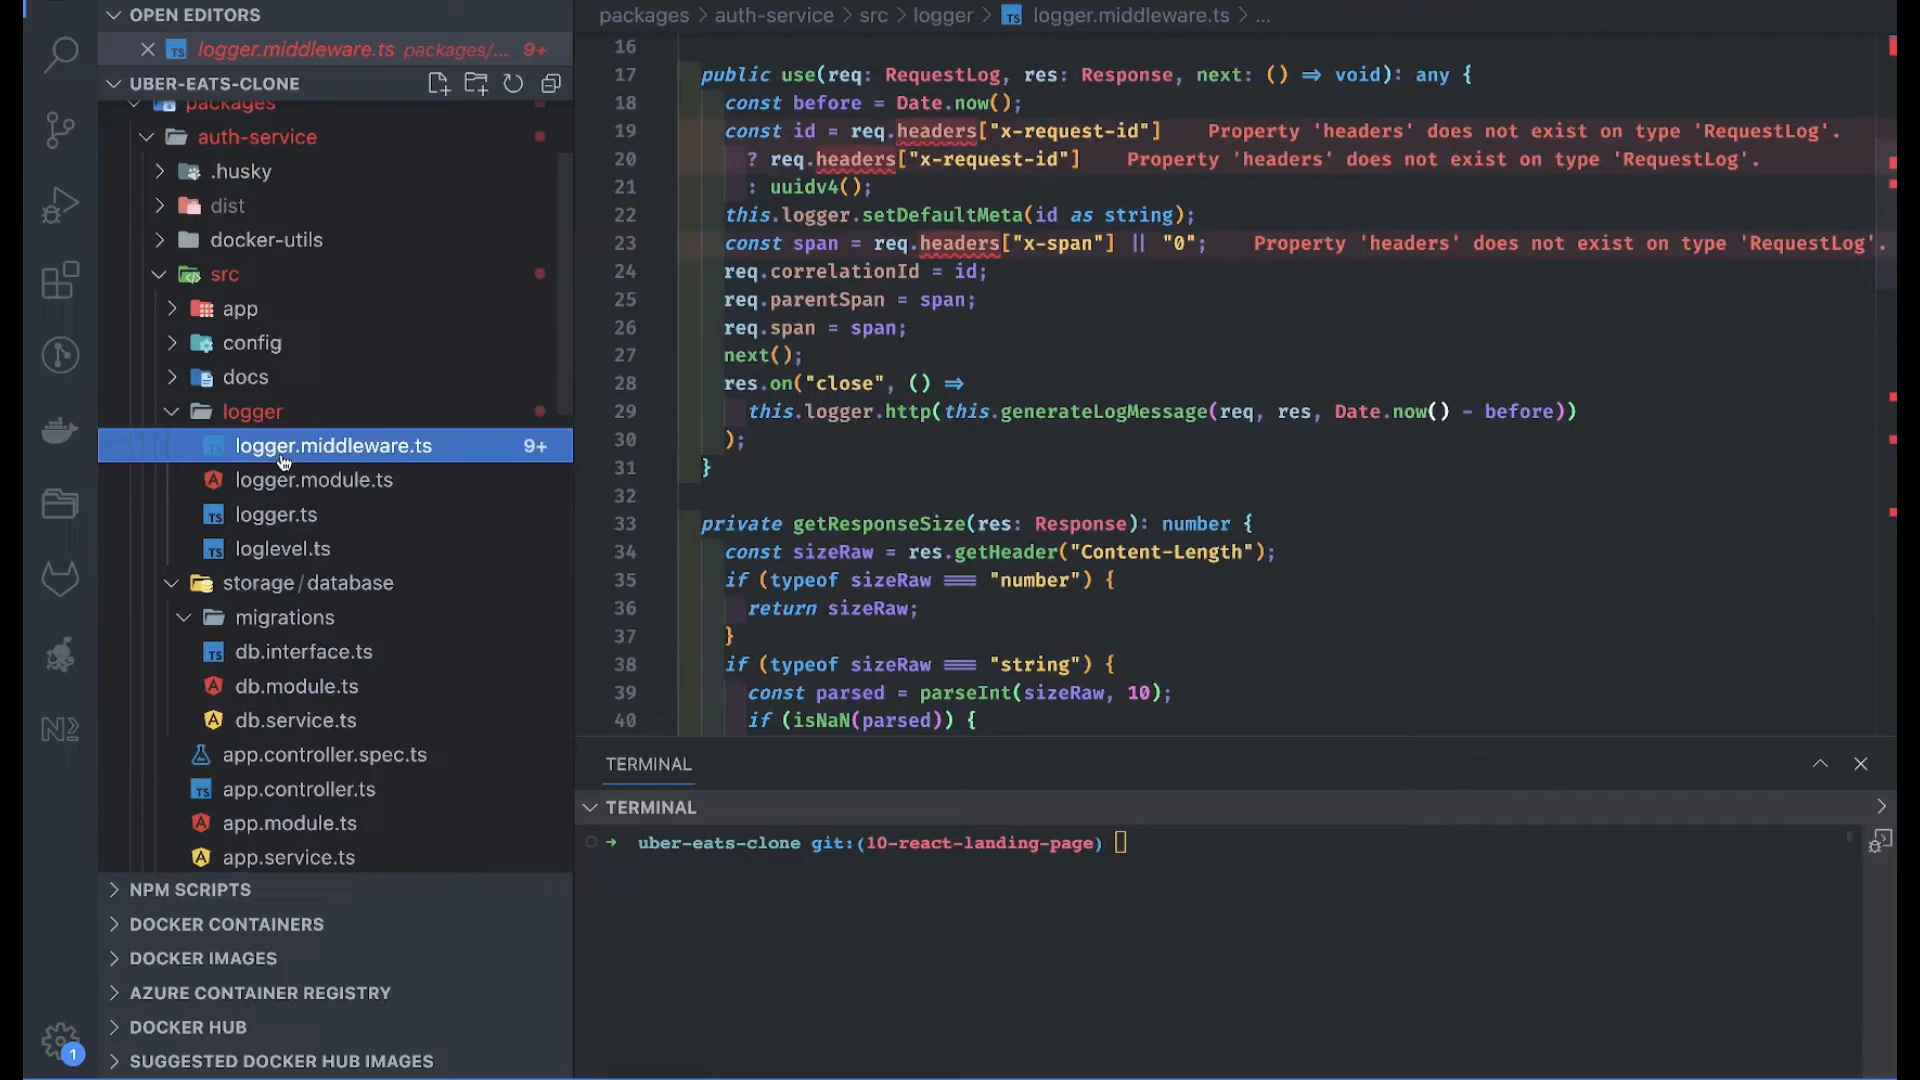 OPEN EDITORS
logger.middleware.ts packages/... 9+
UBER-EATS-CLONE
packages
auth-service
.husky
dist
docker-utils
src
app
config
docs
logger
logger.middleware.ts 9+
logger.module.ts
TS logger.ts
TS loglevel.ts
storage/database
migrations
TS db.interface.ts
db.module.ts
db.service.ts
app.controller.spec.ts
TS app.controller.ts
app.module.ts
app.service.ts
NPM SCRIPTS
DOCKER CONTAINERS
DOCKER IMAGES
AZURE CONTAINER REGISTRY
DOCKER HUB
SUGGESTED DOCKER HUB IMAGES
1
packages > auth-service > src > logger > TS logger.middleware.ts > ...
16
17 public use(req: RequestLog, res: Response, next: () => void): any {
18 const before = Date.now();
19 const id = req.headers["x-request-id"] Property 'headers' does not exist on type 'RequestLog'.
20 ? req.headers["x-request-id"] Property 'headers' does not exist on type 'RequestLog'.
21 : uuidv4();
22 this.logger.setDefaultMeta(id as string);
23 const span = req.headers["x-span"] || "0"; Property 'headers' does not exist on type 'RequestLog'.
24 req.correlationId = id;
25 req.parentSpan = span;
26 req.span = span;
27 next();
28 res.on("close", () =>
29 this.logger.http(this.generateLogMessage(req, res, Date.now() - before))
30 );
31 }
32
33 private getResponseSize(res: Response): number {
34 const sizeRaw = res.getHeader("Content-Length");
35 if (typeof sizeRaw === "number") {
36 return sizeRaw;
37 }
38 if (typeof sizeRaw === "string") {
39 const parsed = parseInt(sizeRaw, 10);
40 if (isNaN(parsed)) {
TERMINAL
TERMINAL
uber-eats-clone git:(10-react-landing-page)